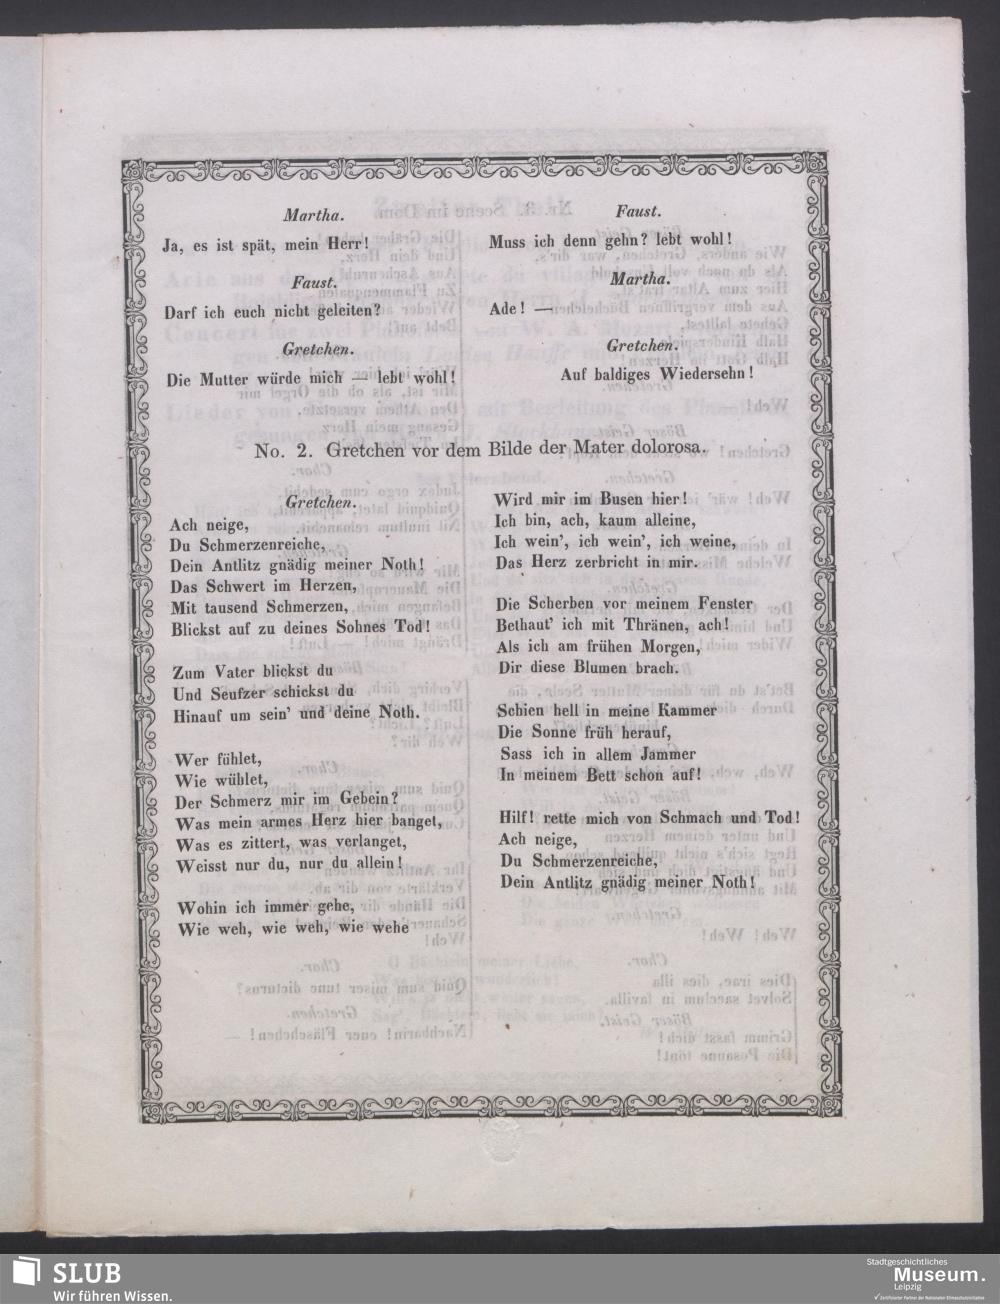 Martha.
Ja, es ist spät, mein Herr!
Faust.
Darf ich euch nicht geleiten?
Gretchen.
Die Mutter würde mich — lebt wohl!
Faust.
Muss ich denn gehn? lebt wohl!
Martha.
Ade! —
Gretchen.
Auf baldiges Wiedersehn!
No. 2. Gretchen vor dem Bilde der Mater dolorosa.
Gretchen.
Ach neige,
Du Schmerzenreiche,
Dein Antlitz gnädig meiner Noth!
Das Schwert im Herzen,
Mit tausend Schmerzen,
Blickst auf zu deines Sohnes Tod!
Zum Vater blickst du
Und Seufzer schickst du
Hinauf um sein' und deine Noth.
Wer fühlet,
Wie wühlet,
Der Schmerz mir im Gebein?
Was mein armes Herz hier banget,
Was es zittert, was verlanget,
Weisst nur du, nur du allein!
Wohin ich immer gehe,
Wie weh, wie weh, wie wehe
Wird mir im Busen hier!
Ich bin, ach, kaum alleine,
Ich wein', ich wein', ich weine,
Das Herz zerbricht in mir.
Die Scherben vor meinem Fenster
Bethaut' ich mit Thränen, ach!
Als ich am frühen Morgen,
Dir diese Blumen brach.
Schien hell in meine Kammer
Die Sonne früh herauf,
Sass ich in allem Jammer
In meinem Bett schon auf!
Hilf! rette mich von Schmach und Tod!
Ach neige,
Du Schmerzenreiche,
Dein Antlitz gnädig meiner Noth!
SLUB
Wir führen Wissen.
Stadtgeschichtliches
Museum.
Leipzig
Zertifizierter Partner der Nationalen Klimaschutzinitiative